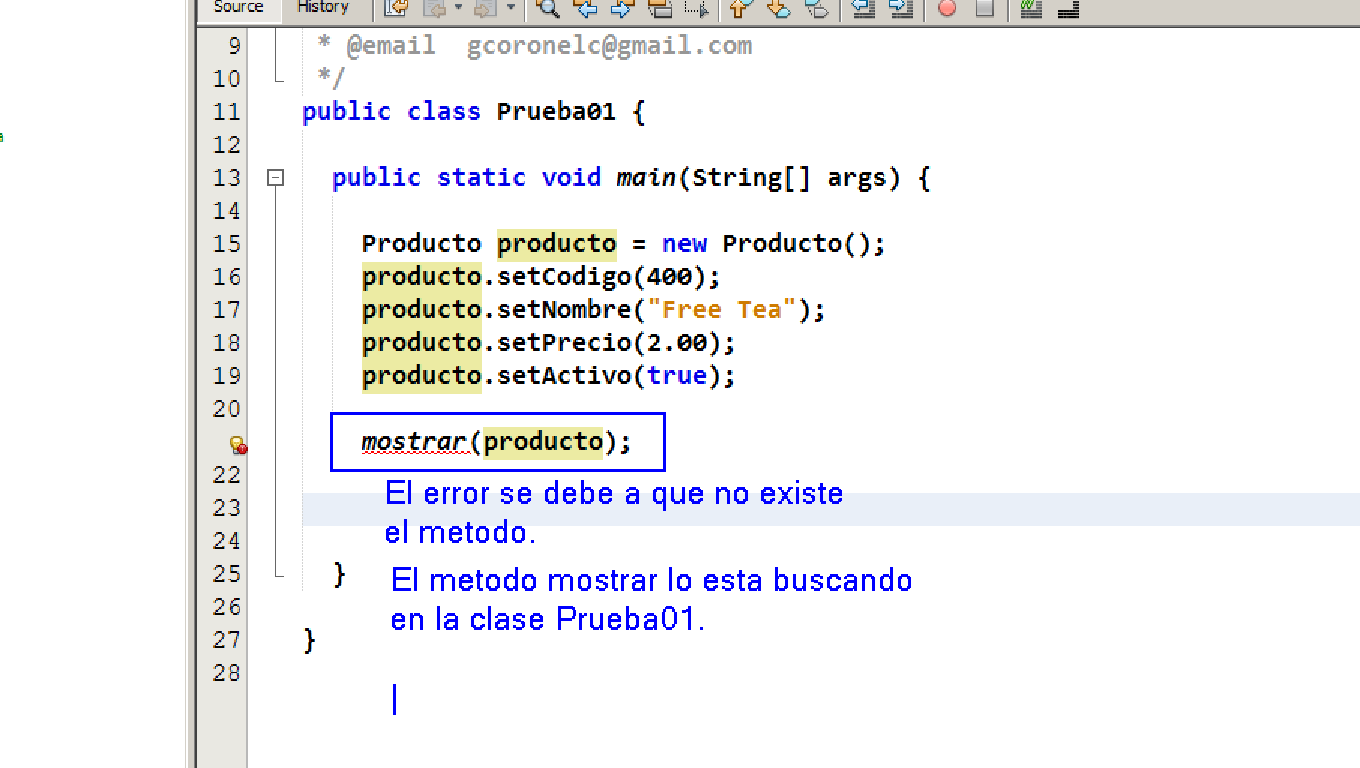 Source History
9 * @email gcoronelc@gmail.com
10 */
11 public class Prueba01 {
12
13 public static void main(String[] args) {
14
15 Producto producto = new Producto();
16 producto.setCodigo(400);
17 producto.setNombre("Free Tea");
18 producto.setPrecio(2.00);
19 producto.setActivo(true);
20
mostrar(producto);
22
El error se debe a que no existe
23
el metodo.
24
25 }
El metodo mostrar lo esta buscando
26
en la clase Prueba01.
27 }
28